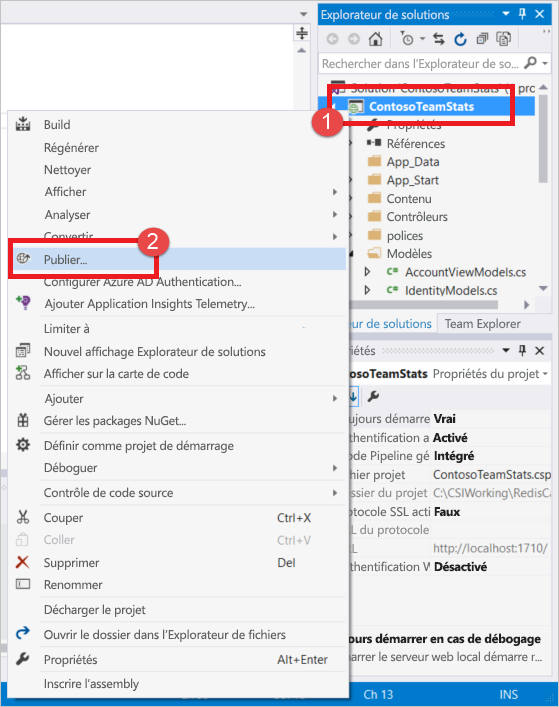 Explorateur de solutions
Rechercher dans l'Explorateur de so...
Solution 'ContosoTeamStats' (1 pro
1
ContosoTeamStats
Propriétés
Références
App_Data
App_Start
Contenu
Contrôleurs
polices
Modèles
C# AccountViewModels.cs
C# IdentityModels.cs
eur de solutions
Team Explorer
Build
Régénérer
Nettoyer
Afficher
Analyser
Convertir
2
Publier...
Configurer Azure AD Authentication...
Ajouter Application Insights Telemetry...
Limiter à
Nouvel affichage Explorateur de solutions
Afficher sur la carte de code
Ajouter
Gérer les packages NuGet...
Définir comme projet de démarrage
Déboguer
Contrôle de code source
Couper Ctrl+X
Coller Ctrl+V
Supprimer Del
Renommer
Décharger le projet
Ouvrir le dossier dans l'Explorateur de fichiers
Propriétés Alt+Enter
Inscrire l'assembly
iétés
osoTeamStats Propriétés du projet
ujours démarre Vrai
thentification a Activé
ode Pipeline gé Intégré
hier projet ContosoTeamStats.csp
ossier du projet C:\CSIWorking\RedisCa
otocole SSL acti Faux
L du protocole
L http://localhost:1710/
thentification W Désactivé
ours démarrer en cas de débogage
arrer le serveur web local démarre r...
Ch 13
INS